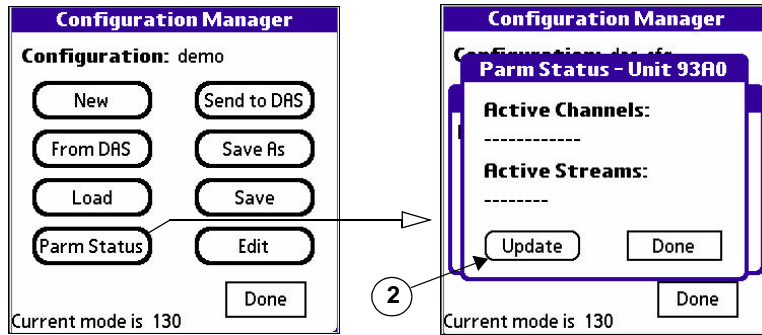 Configuration Manager
Configuration: demo
New
Send to DAS
From DAS
Save As
Load
Save
Parm Status
Edit
Done
Current mode is 130
Configuration Manager
Parm Status - Unit 93A0
Active Channels:
------------
Active Streams:
--------
Update
Done
2
Done
Current mode is 130